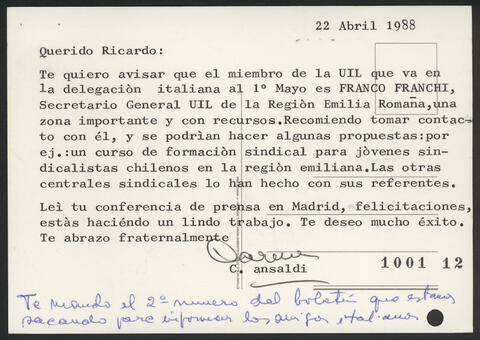 22 Abril 1988
Querido Ricardo:
Te quiero avisar que el miembro de la UIL que va en
la delegaciòn italiana al 1º Mayo es FRANCO FRANCHI,
Secretario General UIL de la Regiòn Emilia Romaña,una
zona importante y con recursos.Recomiendo tomar contac-
to con él, y se podrìan hacer algunas propuestas:por
ej.:un curso de formaciòn sindical para jòvenes sin-
dicalistas chilenos en la regiòn emiliana.Las otras
centrales sindicales lo han hecho con sus referentes.
Leì tu conferencia de prensa en Madrid, felicitaciones,
estàs haciéndo un lindo trabajo. Te deseo mucho éxito.
Te abrazo fraternalmente
C. ansaldi
1001 12
Te mando el 2º numero del boletin que estamos
sacando para informar los amigos italianos